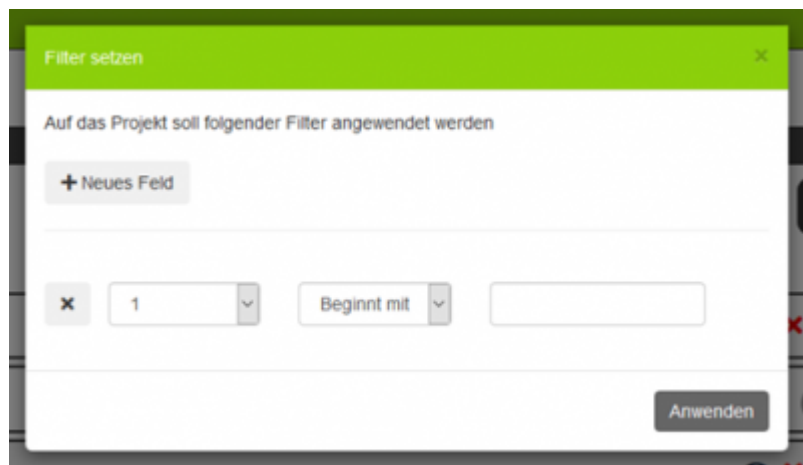 Filter setzen
Auf das Projekt soll folgender Filter angewendet werden
Neues Feld
1 Beginnt mit
Anwenden